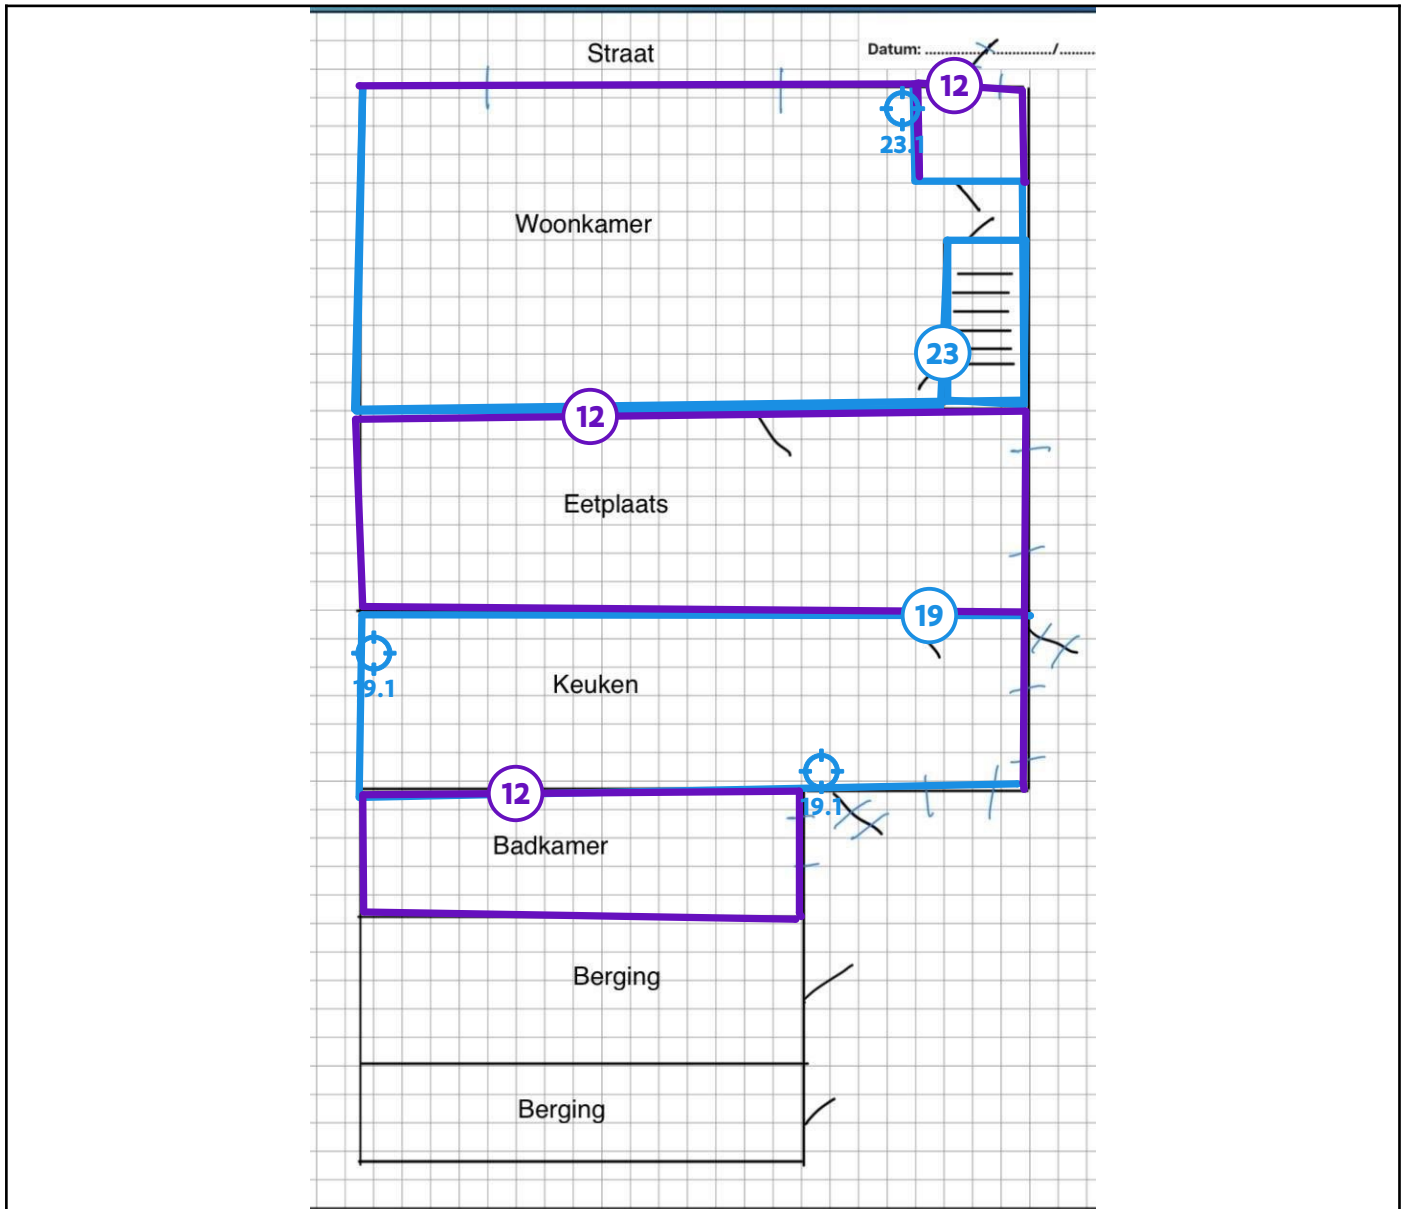 Straat
Datum: ..................../.........
12
23.1
Woonkamer
23
12
Eetplaats
19
19.1
Keuken
19.1
12
Badkamer
Berging
Berging